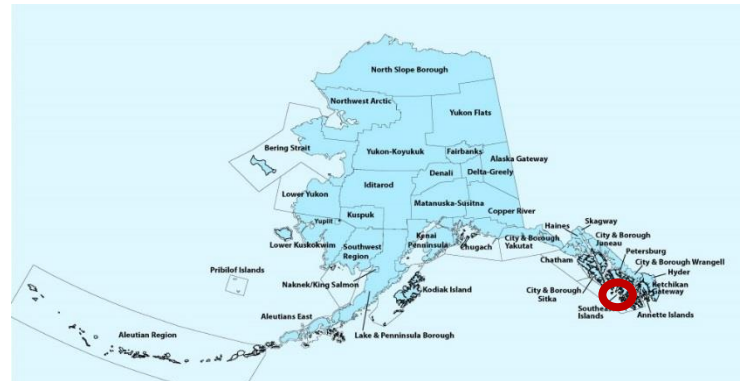 North Slope Borough
Northwest Arctic
Yukon Flats
Bering Strait
Yukon-Koyukuk
Fairbanks
Alaska Gateway
Denali
Delta-Greely
Iditarod
Lower Yukon
Matanuska-Susitna
Copper River
Kuspuk
Yupiit
Lower Kuskokwim
Southwest
Region
Kenai
Penninsula
Chugach
City & Borough
Yakutat
Haines
Skagway
City & Borough
Juneau
Petersburg
Chatham
City & Borough Wrangell
Hyder
Ketchikan
Gateway
Pribilof Islands
Naknek/King Salmon
Kodiak Island
City & Borough
Sitka
Islands
Annette Islands
Aleutians East
Lake & Penninsula Borough
Aleutian Region